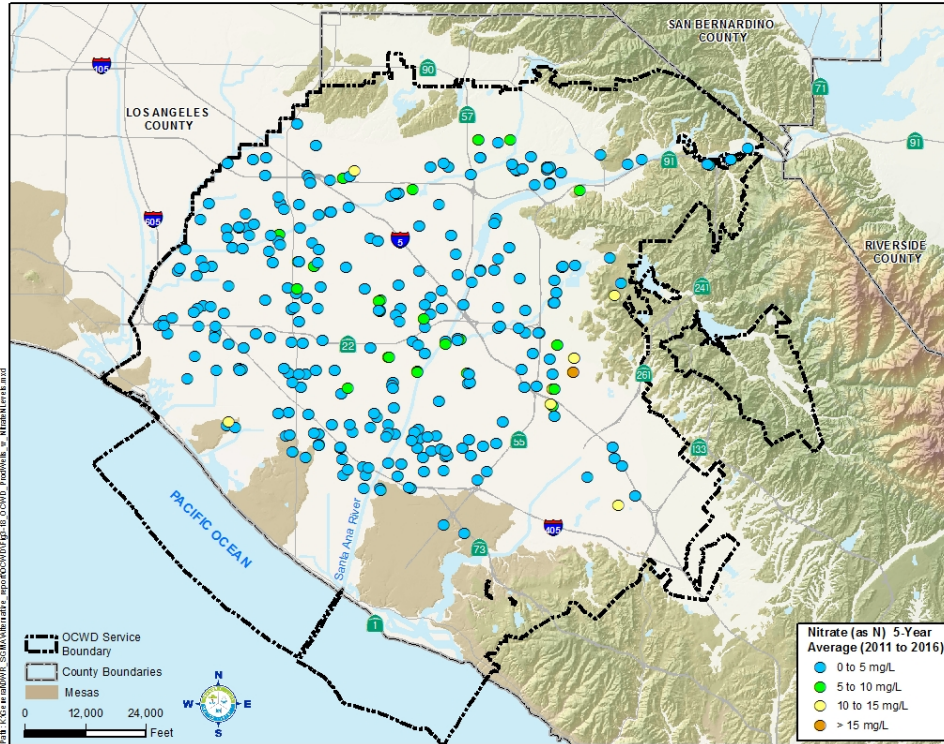 SAN BERNARDINO
COUNTY
405
90
71
57
LOS ANGELES
COUNTY
91
91
605
5
RIVERSIDE
COUNTY
241
22
261
55
133
PACIFIC OCEAN
Santa Ana River
405
73
1
OCWD Service
Boundary
County Boundaries
Mesas
0 12,000 24,000
Feet
N
W E
S
Nitrate (as N) 5-Year
Average (2011 to 2016)
0 to 5 mg/L
5 to 10 mg/L
10 to 15 mg/L
> 15 mg/L